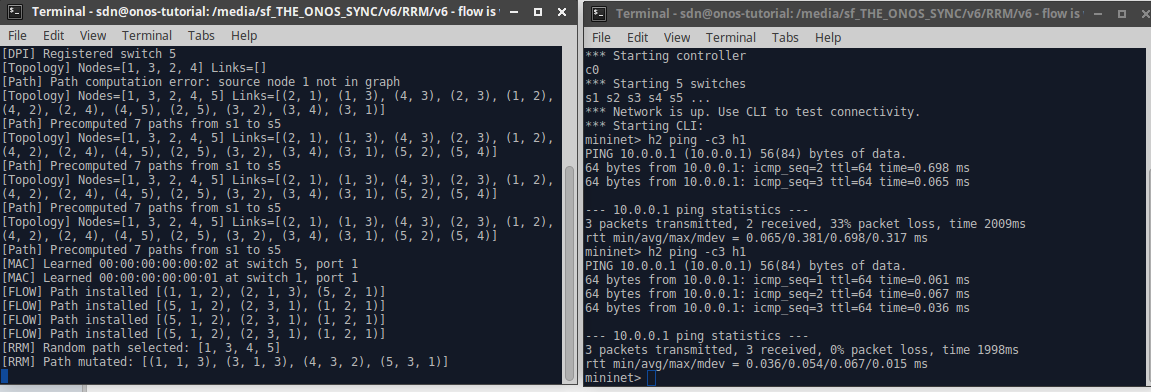 Terminal - sdn@onos-tutorial: /media/sf_THE_ONOS_SYNC/v6/RRM/v6 - flow is
File Edit View Terminal Tabs Help
[DPI] Registered switch 5
[Topology] Nodes=[1, 3, 2, 4] Links=[]
[Path] Path computation error: source node 1 not in graph
[Topology] Nodes=[1, 3, 2, 4, 5] Links=[(2, 1), (1, 3), (4, 3), (2, 3), (1, 2),
(4, 2), (2, 4), (4, 5), (2, 5), (3, 2), (3, 4), (3, 1)]
[Path] Precomputed 7 paths from s1 to s5
[Topology] Nodes=[1, 3, 2, 4, 5] Links=[(2, 1), (1, 3), (4, 3), (2, 3), (1, 2),
(4, 2), (2, 4), (4, 5), (2, 5), (3, 2), (3, 4), (3, 1), (5, 2), (5, 4)]
[Path] Precomputed 7 paths from s1 to s5
[Topology] Nodes=[1, 3, 2, 4, 5] Links=[(2, 1), (1, 3), (4, 3), (2, 3), (1, 2),
(4, 2), (2, 4), (4, 5), (2, 5), (3, 2), (3, 4), (3, 1), (5, 2), (5, 4)]
[Path] Precomputed 7 paths from s1 to s5
[Topology] Nodes=[1, 3, 2, 4, 5] Links=[(2, 1), (1, 3), (4, 3), (2, 3), (1, 2),
(4, 2), (2, 4), (4, 5), (2, 5), (3, 2), (3, 4), (3, 1), (5, 2), (5, 4)]
[Path] Precomputed 7 paths from s1 to s5
[MAC] Learned 00:00:00:00:00:02 at switch 5, port 1
[MAC] Learned 00:00:00:00:00:01 at switch 1, port 1
[FLOW] Path installed [(1, 1, 2), (2, 1, 3), (5, 2, 1)]
[FLOW] Path installed [(5, 1, 2), (2, 3, 1), (1, 2, 1)]
[FLOW] Path installed [(5, 1, 2), (2, 3, 1), (1, 2, 1)]
[FLOW] Path installed [(5, 1, 2), (2, 3, 1), (1, 2, 1)]
[RRM] Random path selected: [1, 3, 4, 5]
[RRM] Path mutated: [(1, 1, 3), (3, 1, 3), (4, 3, 2), (5, 3, 1)]
Terminal - sdn@onos-tutorial: /media/sf_THE_ONOS_SYNC/v6/RRM/v6 - flow is
File Edit View Terminal Tabs Help
*** Starting controller
c0
*** Starting 5 switches
s1 s2 s3 s4 s5 ...
*** Network is up. Use CLI to test connectivity.
*** Starting CLI:
mininet> h2 ping -c3 h1
PING 10.0.0.1 (10.0.0.1) 56(84) bytes of data.
64 bytes from 10.0.0.1: icmp_seq=2 ttl=64 time=0.698 ms
64 bytes from 10.0.0.1: icmp_seq=3 ttl=64 time=0.065 ms
--- 10.0.0.1 ping statistics ---
3 packets transmitted, 2 received, 33% packet loss, time 2009ms
rtt min/avg/max/mdev = 0.065/0.381/0.698/0.317 ms
mininet> h2 ping -c3 h1
PING 10.0.0.1 (10.0.0.1) 56(84) bytes of data.
64 bytes from 10.0.0.1: icmp_seq=1 ttl=64 time=0.061 ms
64 bytes from 10.0.0.1: icmp_seq=2 ttl=64 time=0.067 ms
64 bytes from 10.0.0.1: icmp_seq=3 ttl=64 time=0.036 ms
--- 10.0.0.1 ping statistics ---
3 packets transmitted, 3 received, 0% packet loss, time 1998ms
rtt min/avg/max/mdev = 0.036/0.054/0.067/0.015 ms
mininet>